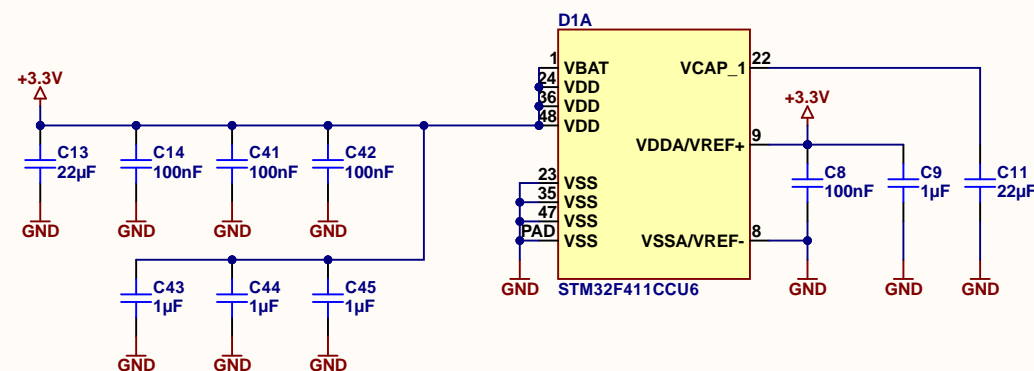 D1A
+3.3V
1 VBAT
24 VDD
36 VDD
48 VDD
VCAP_1 22
+3.3V
VDDA/VREF+ 9
C13
22µF
C14
100nF
C41
100nF
C42
100nF
C8
100nF
C9
1µF
C11
22µF
23 VSS
35 VSS
47 VSS
PAD VSS
VSSA/VREF- 8
GND
GND
GND
GND
C43
1µF
C44
1µF
C45
1µF
GND
STM32F411CCU6
GND
GND
GND
GND
GND
GND